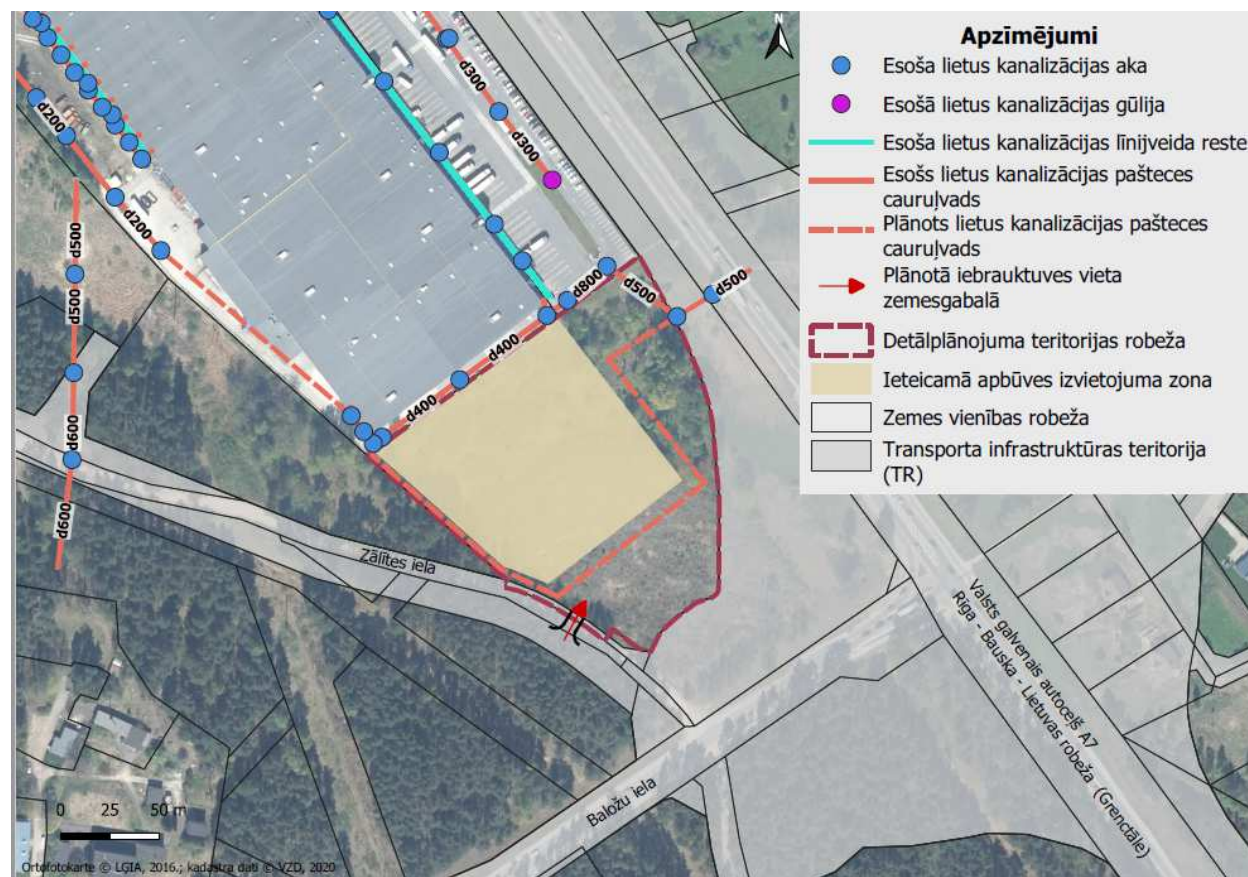 N
Apzīmējumi
Esoša lietus kanalizācijas aka
Esošā lietus kanalizācijas gūlija
Esoša lietus kanalizācijas līnijveida reste
Esošs lietus kanalizācijas pašteces
cauruļvads
Plānots lietus kanalizācijas pašteces
cauruļvads
Plānotā iebrauktuves vieta
zemesgabalā
Detālplānojuma teritorijas robeža
Ieteicamā apbūves izvietojuma zona
Zemes vienības robeža
Transporta infrastruktūras teritorija
(TR)
d300
d300
d200
d200
d500
d500
d600
d600
d800
d500
d500
d400
d400
Zālītes iela
Baložu iela
Valsts galvenais autoceļš A7
Rīga - Bauska - Lietuvas robeža (Grenctāle)
0 25 50 m
Ortofotokarte © LĢIA, 2016.; kadastra dati © VZD, 2020